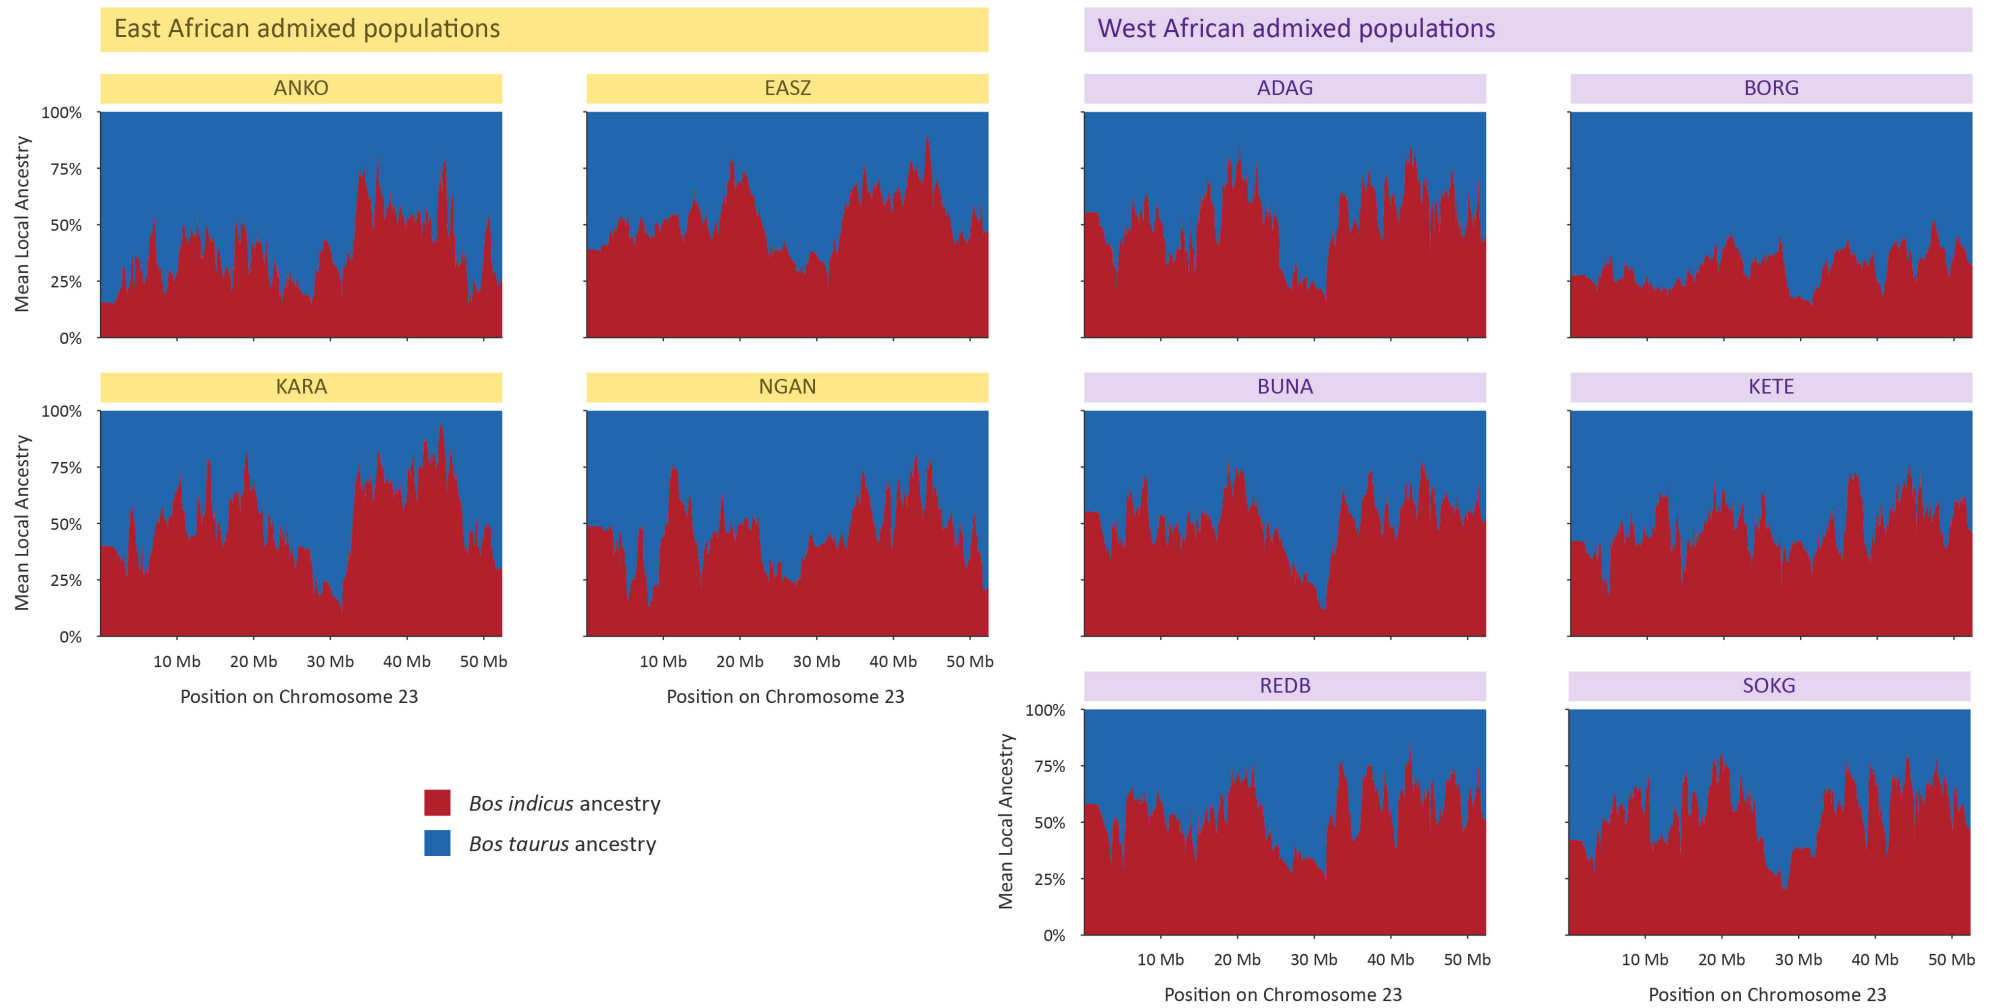 East African admixed populations
West African admixed populations
ANKO
EASZ
ADAG
BORG
100%
75%
50%
25%
0%
Mean Local Ancestry
KARA
NGAN
BUNA
KETE
100%
75%
50%
25%
0%
Mean Local Ancestry
10 Mb 20 Mb 30 Mb 40 Mb 50 Mb
Position on Chromosome 23
10 Mb 20 Mb 30 Mb 40 Mb 50 Mb
Position on Chromosome 23
REDB
SOKG
100%
75%
50%
25%
0%
Mean Local Ancestry
10 Mb 20 Mb 30 Mb 40 Mb 50 Mb
Position on Chromosome 23
10 Mb 20 Mb 30 Mb 40 Mb 50 Mb
Position on Chromosome 23
Bos indicus ancestry
Bos taurus ancestry